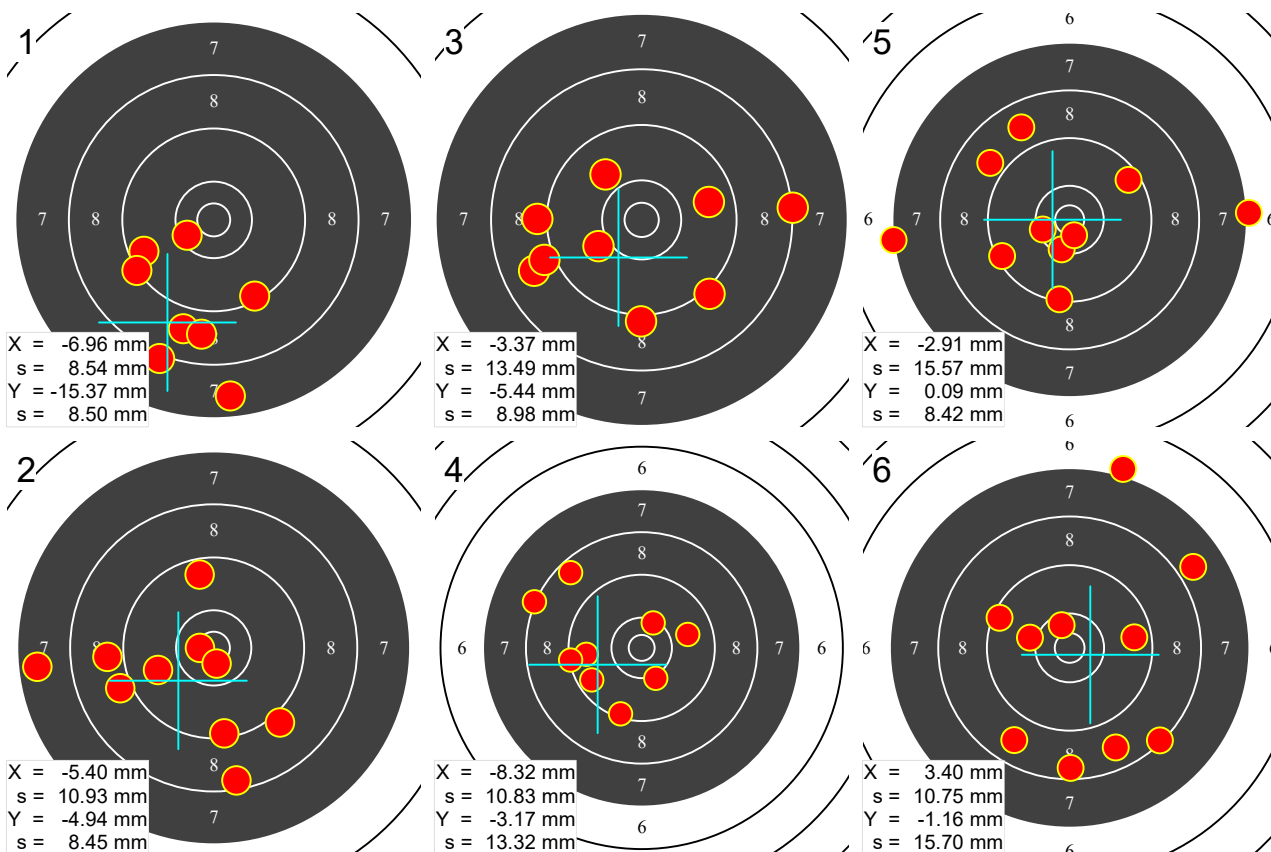 1
7
8
7 8 8 7
7
X = -6.96 mm
s = 8.54 mm
Y = -15.37 mm
s = 8.50 mm
3
7
8
7 8 8 7
8
7
X = -3.37 mm
s = 13.49 mm
Y = -5.44 mm
s = 8.98 mm
5
6
7
8
6 7 8 8 7 6
8
7
6
X = -2.91 mm
s = 15.57 mm
Y = 0.09 mm
s = 8.42 mm
2
7
8
7 8 8 7
8
7
X = -5.40 mm
s = 10.93 mm
Y = -4.94 mm
s = 8.45 mm
4
6
7
8
6 7 8 8 7 6
8
7
6
X = -8.32 mm
s = 10.83 mm
Y = -3.17 mm
s = 13.32 mm
6
6
7
8
6 7 8 8 7 6
8
7
6
X = 3.40 mm
s = 10.75 mm
Y = -1.16 mm
s = 15.70 mm